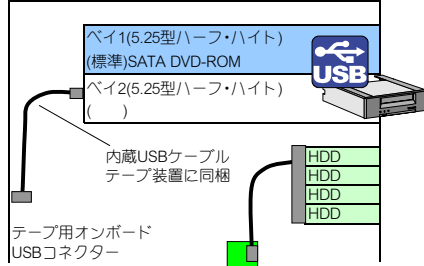 ベイ1(5.25型ハーフ・ハイト)
(標準)SATA DVD-ROM
USB
ベイ2(5.25型ハーフ・ハイト)
(　　)
内蔵USBケーブル
テープ装置に同梱
HDD
HDD
HDD
HDD
テープ用オンボード
USBコネクター